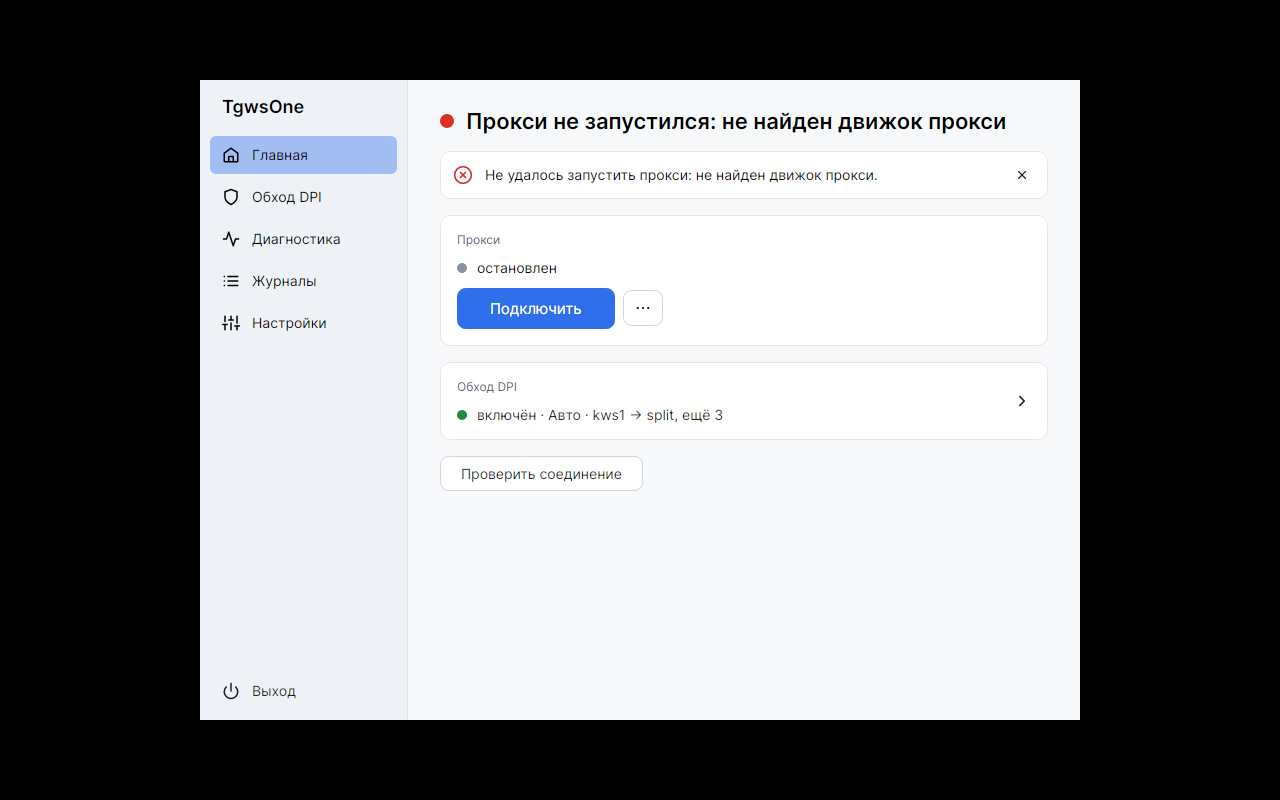 TgwsOne
Главная
Обход DPI
Диагностика
Журналы
Настройки
Выход
Прокси не запустился: не найден движок прокси
Не удалось запустить прокси: не найден движок прокси.
Прокси
остановлен
Подключить
Обход DPI
включён · Авто · kws1 → split, ещё 3
Проверить соединение